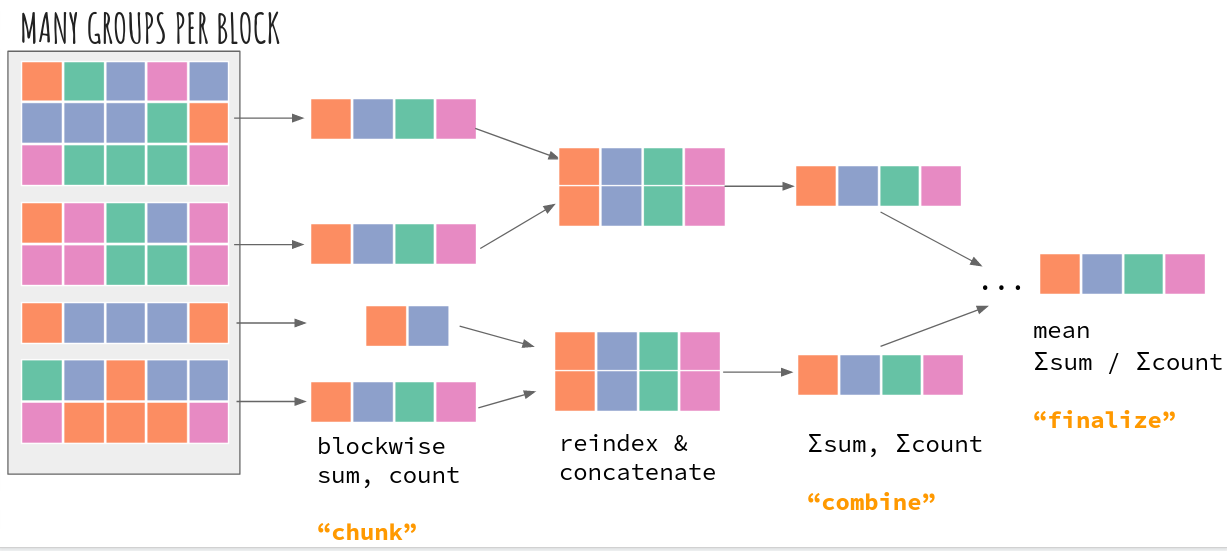 MANY GROUPS PER BLOCK
blockwise
sum, count
“chunk”
reindex &
concatenate
Σsum, Σcount
“combine”
...
mean
Σsum / Σcount
“finalize”